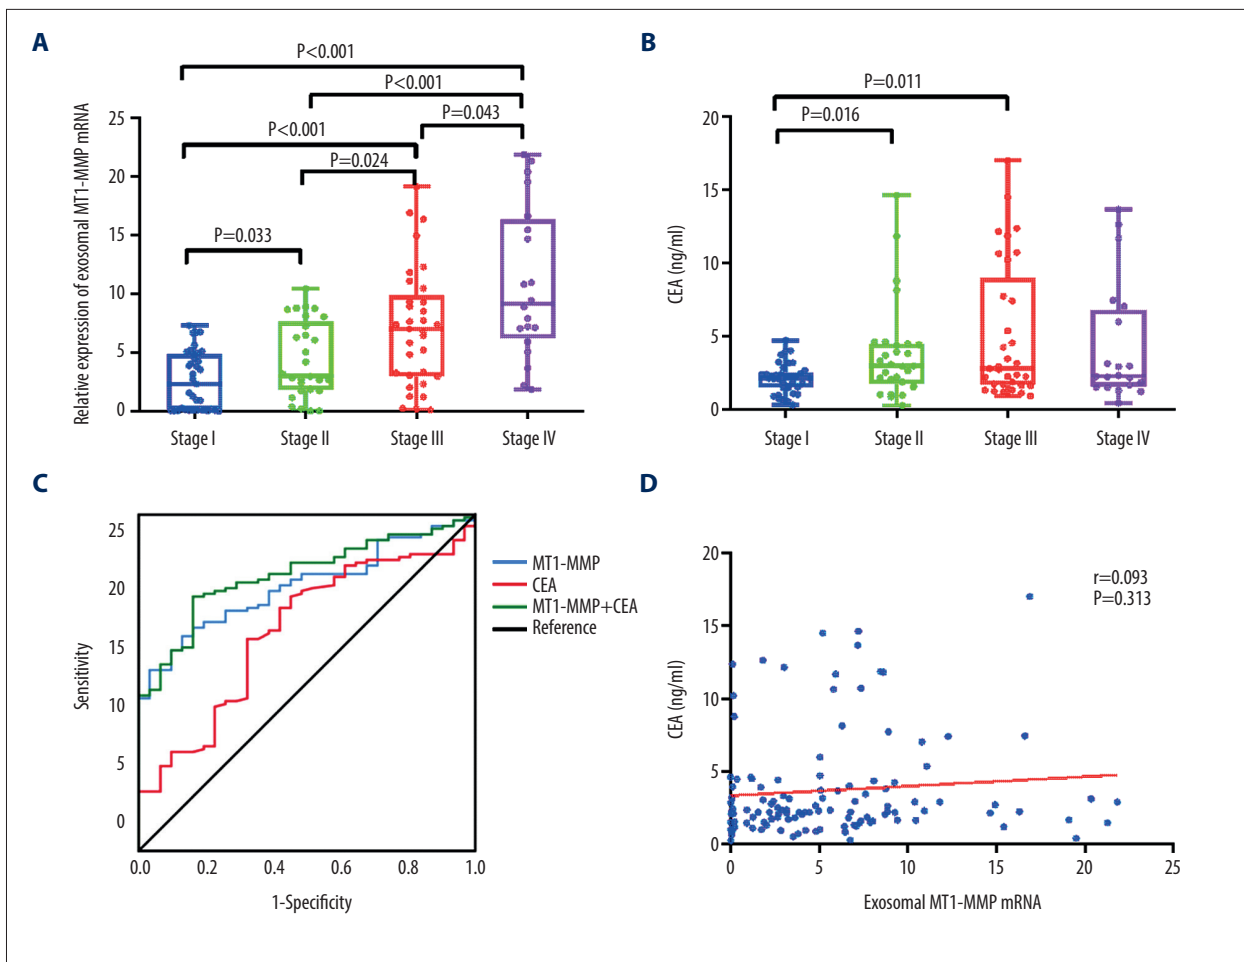 A
P<0.001
P<0.001
P=0.043
P<0.001
P=0.024
P=0.033
Relative expression of exosomal MT1-MMP mRNA
25
20
15
10
5
0
Stage I
Stage II
Stage III
Stage IV
B
P=0.011
P=0.016
CEA (ng/ml)
20
15
10
5
0
Stage I
Stage II
Stage III
Stage IV
C
Sensitivity
25
20
15
10
5
0
0.0
0.2
0.4
0.6
0.8
1.0
1-Specificity
MT1-MMP
CEA
MT1-MMP+CEA
Reference
D
CEA (ng/ml)
20
15
10
5
0
r=0.093
P=0.313
0
5
10
15
20
25
Exosomal MT1-MMP mRNA